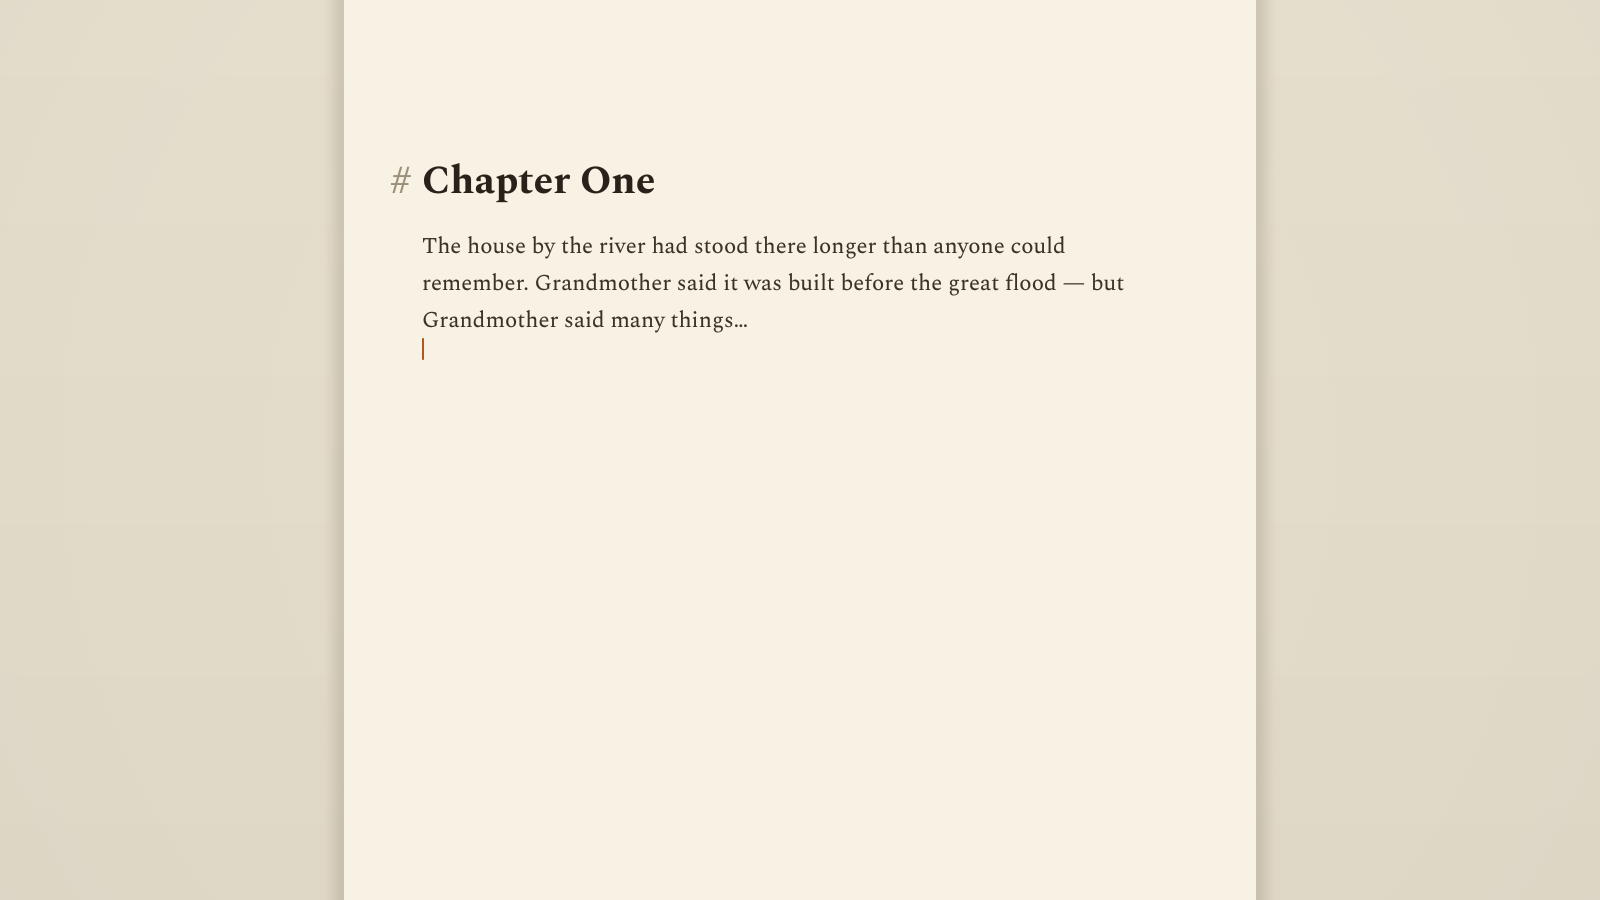 # Chapter One
The house by the river had stood there longer than anyone could
remember. Grandmother said it was built before the great flood — but
Grandmother said many things…